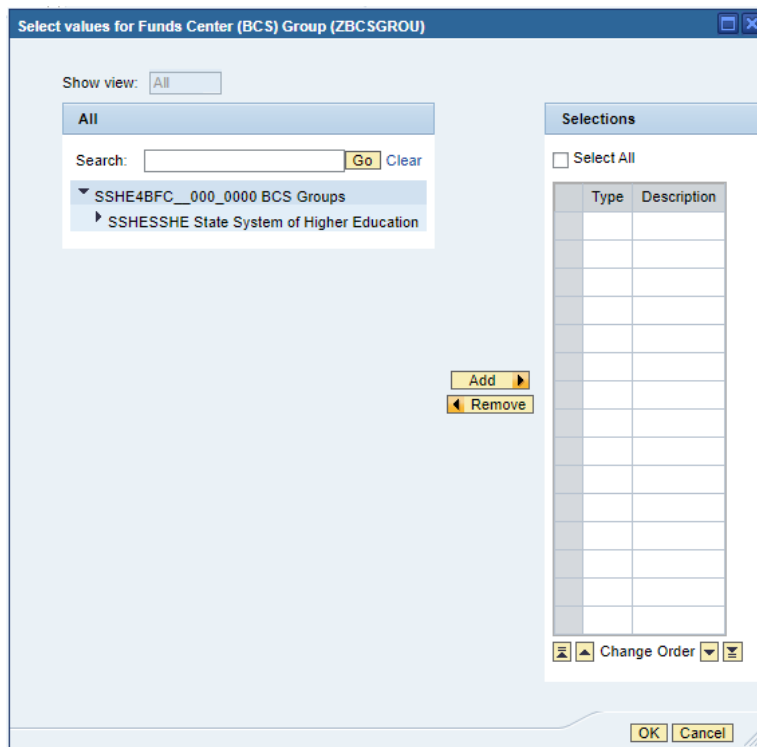 Select values for Funds Center (BCS) Group (ZBCSGROU)
Show view: All
All
Search: Go Clear
SSHE4BFC__000_0000 BCS Groups
SSHESSHE State System of Higher Education
Add
Remove
Selections
Select All
Type Description
Change Order
OK Cancel